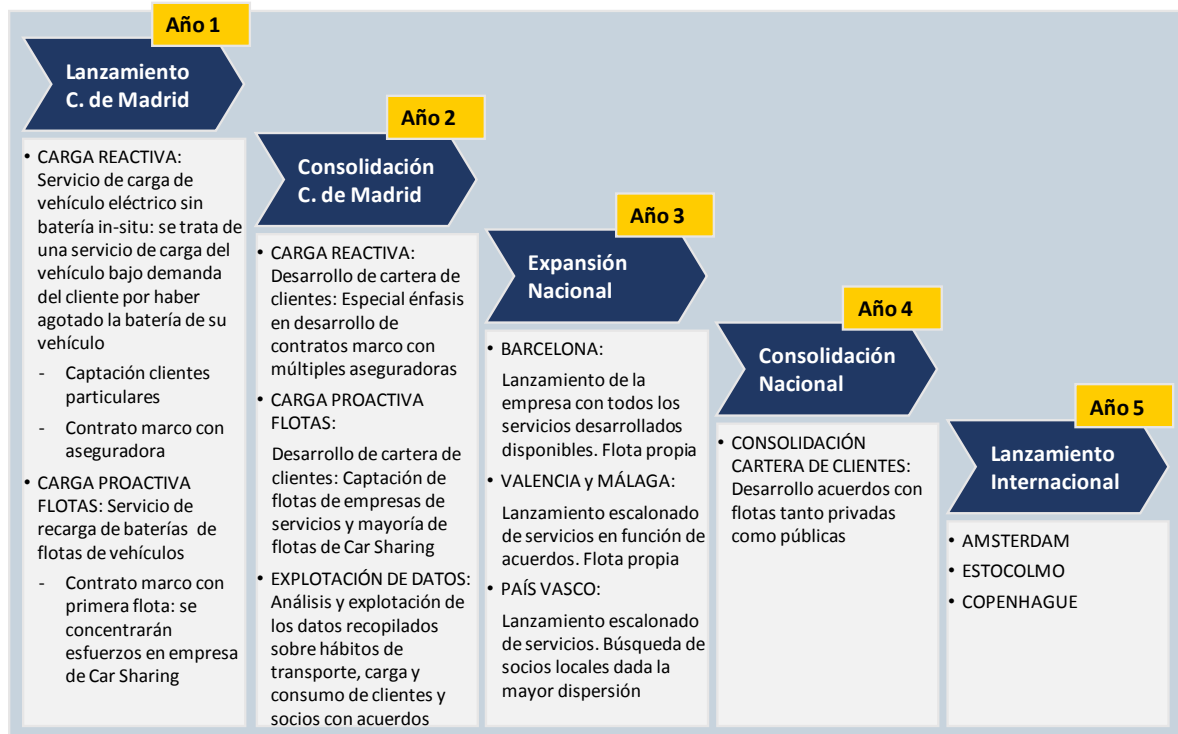 Año 1
Lanzamiento
C. de Madrid
• CARGA REACTIVA:
Servicio de carga de
vehículo eléctrico sin
batería in-situ: se trata de
una servicio de carga del
vehículo bajo demanda
del cliente por haber
agotado la batería de su
vehículo
- Captación clientes
particulares
- Contrato marco con
aseguradora
• CARGA PROACTIVA
FLOTAS: Servicio de
recarga de baterías de
flotas de vehículos
- Contrato marco con
primera flota: se
concentrarán
esfuerzos en empresa
de Car Sharing
Año 2
Consolidación
C. de Madrid
• CARGA REACTIVA:
Desarrollo de cartera de
clientes: Especial énfasis
en desarrollo de
contratos marco con
múltiples aseguradoras
• CARGA PROACTIVA
FLOTAS:
Desarrollo de cartera de
clientes: Captación de
flotas de empresas de
servicios y mayoría de
flotas de Car Sharing
• EXPLOTACIÓN DE DATOS:
Análisis y explotación de
los datos recopilados
sobre hábitos de
transporte, carga y
consumo de clientes y
socios con acuerdos
Año 3
Expansión
Nacional
• BARCELONA:
Lanzamiento de la
empresa con todos los
servicios desarrollados
disponibles. Flota propia
• VALENCIA y MÁLAGA:
Lanzamiento escalonado
de servicios en función de
acuerdos. Flota propia
• PAÍS VASCO:
Lanzamiento escalonado
de servicios. Búsqueda de
socios locales dada la
mayor dispersión
Año 4
Consolidación
Nacional
• CONSOLIDACIÓN
CARTERA DE CLIENTES:
Desarrollo acuerdos con
flotas tanto privadas
como públicas
Año 5
Lanzamiento
Internacional
• AMSTERDAM
• ESTOCOLMO
• COPENHAGUE